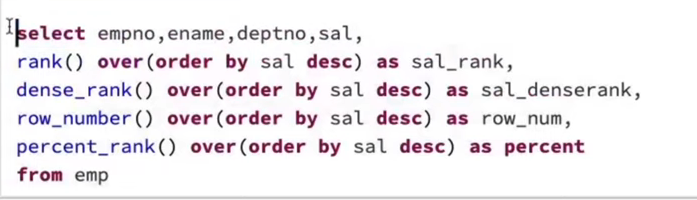 select empno,ename,deptno,sal,
rank() over(order by sal desc) as sal_rank,
dense_rank() over(order by sal desc) as sal_denserank,
row_number() over(order by sal desc) as row_num,
percent_rank() over(order by sal desc) as percent
from emp